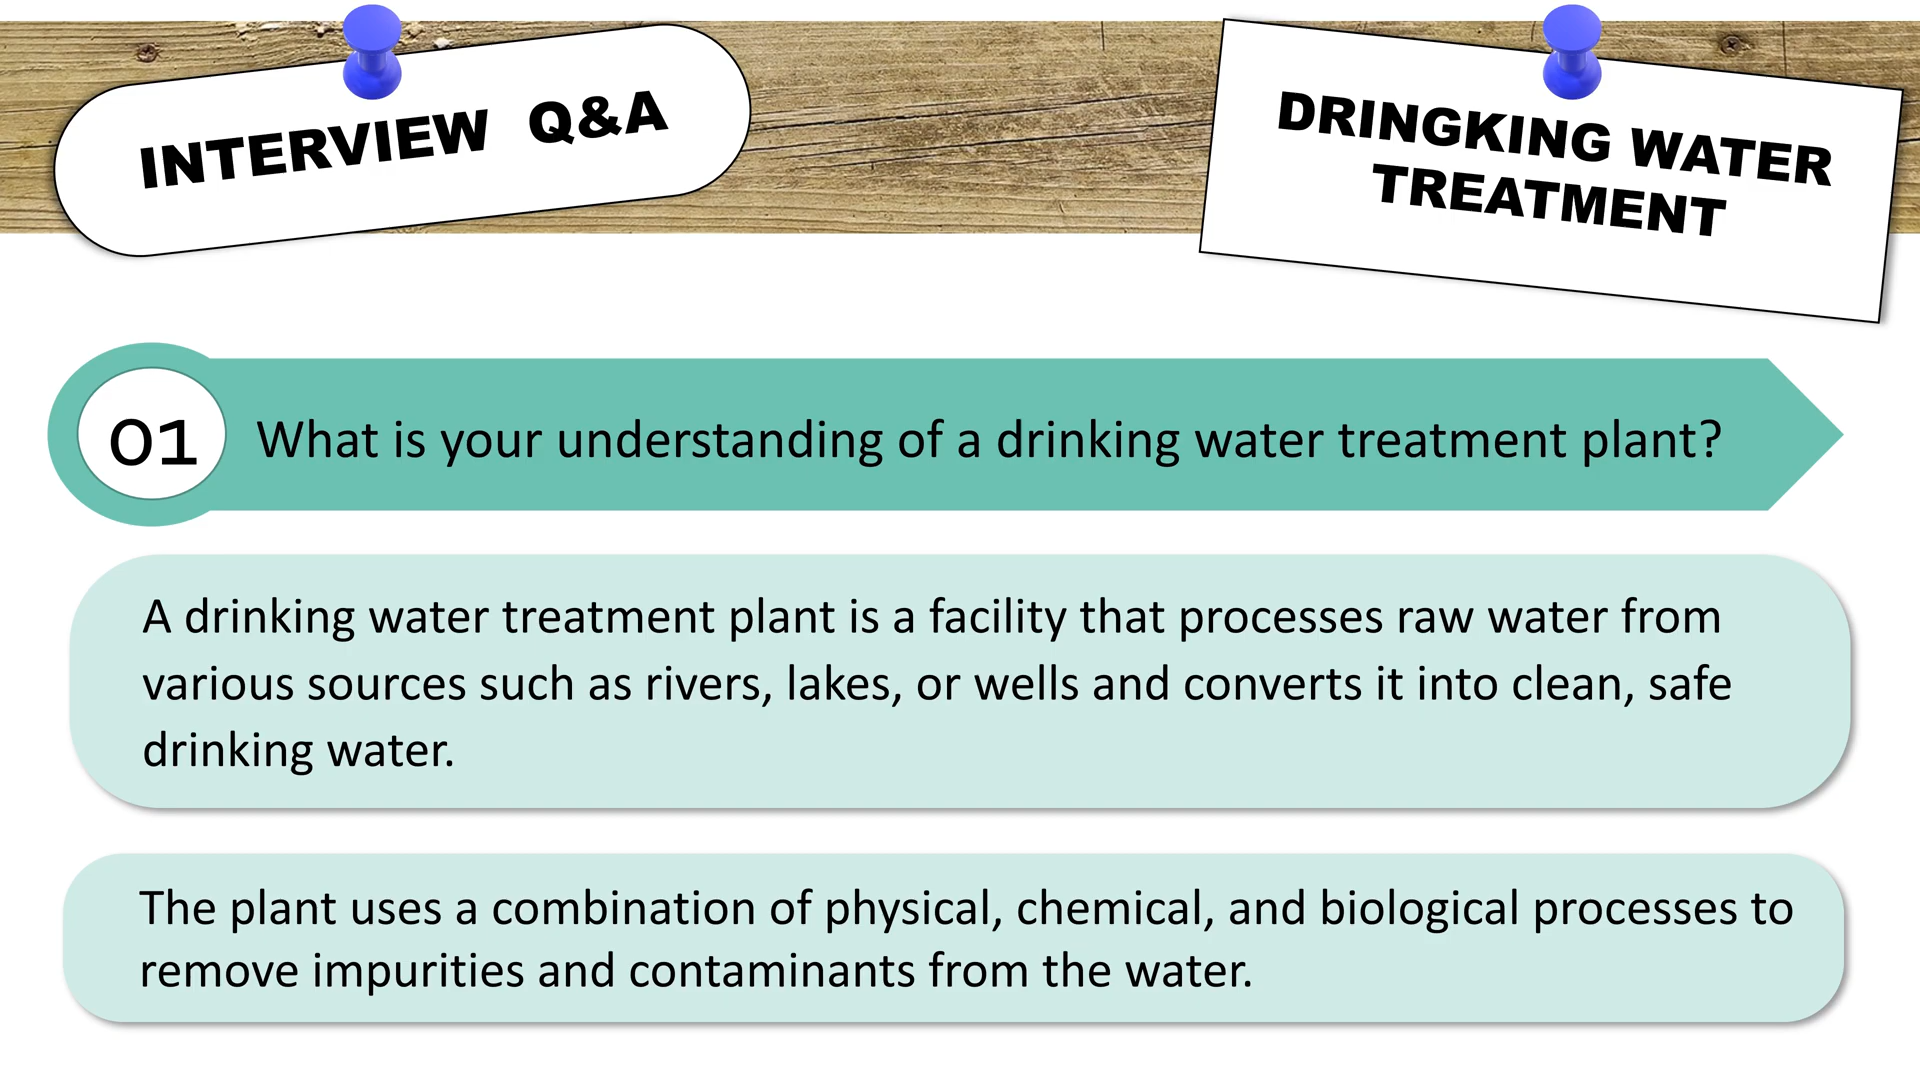 INTERVIEW Q&A
DRINGKING WATER
TREATMENT
01
What is your understanding of a drinking water treatment plant?
A drinking water treatment plant is a facility that processes raw water from
various sources such as rivers, lakes, or wells and converts it into clean, safe
drinking water.
The plant uses a combination of physical, chemical, and biological processes to
remove impurities and contaminants from the water.